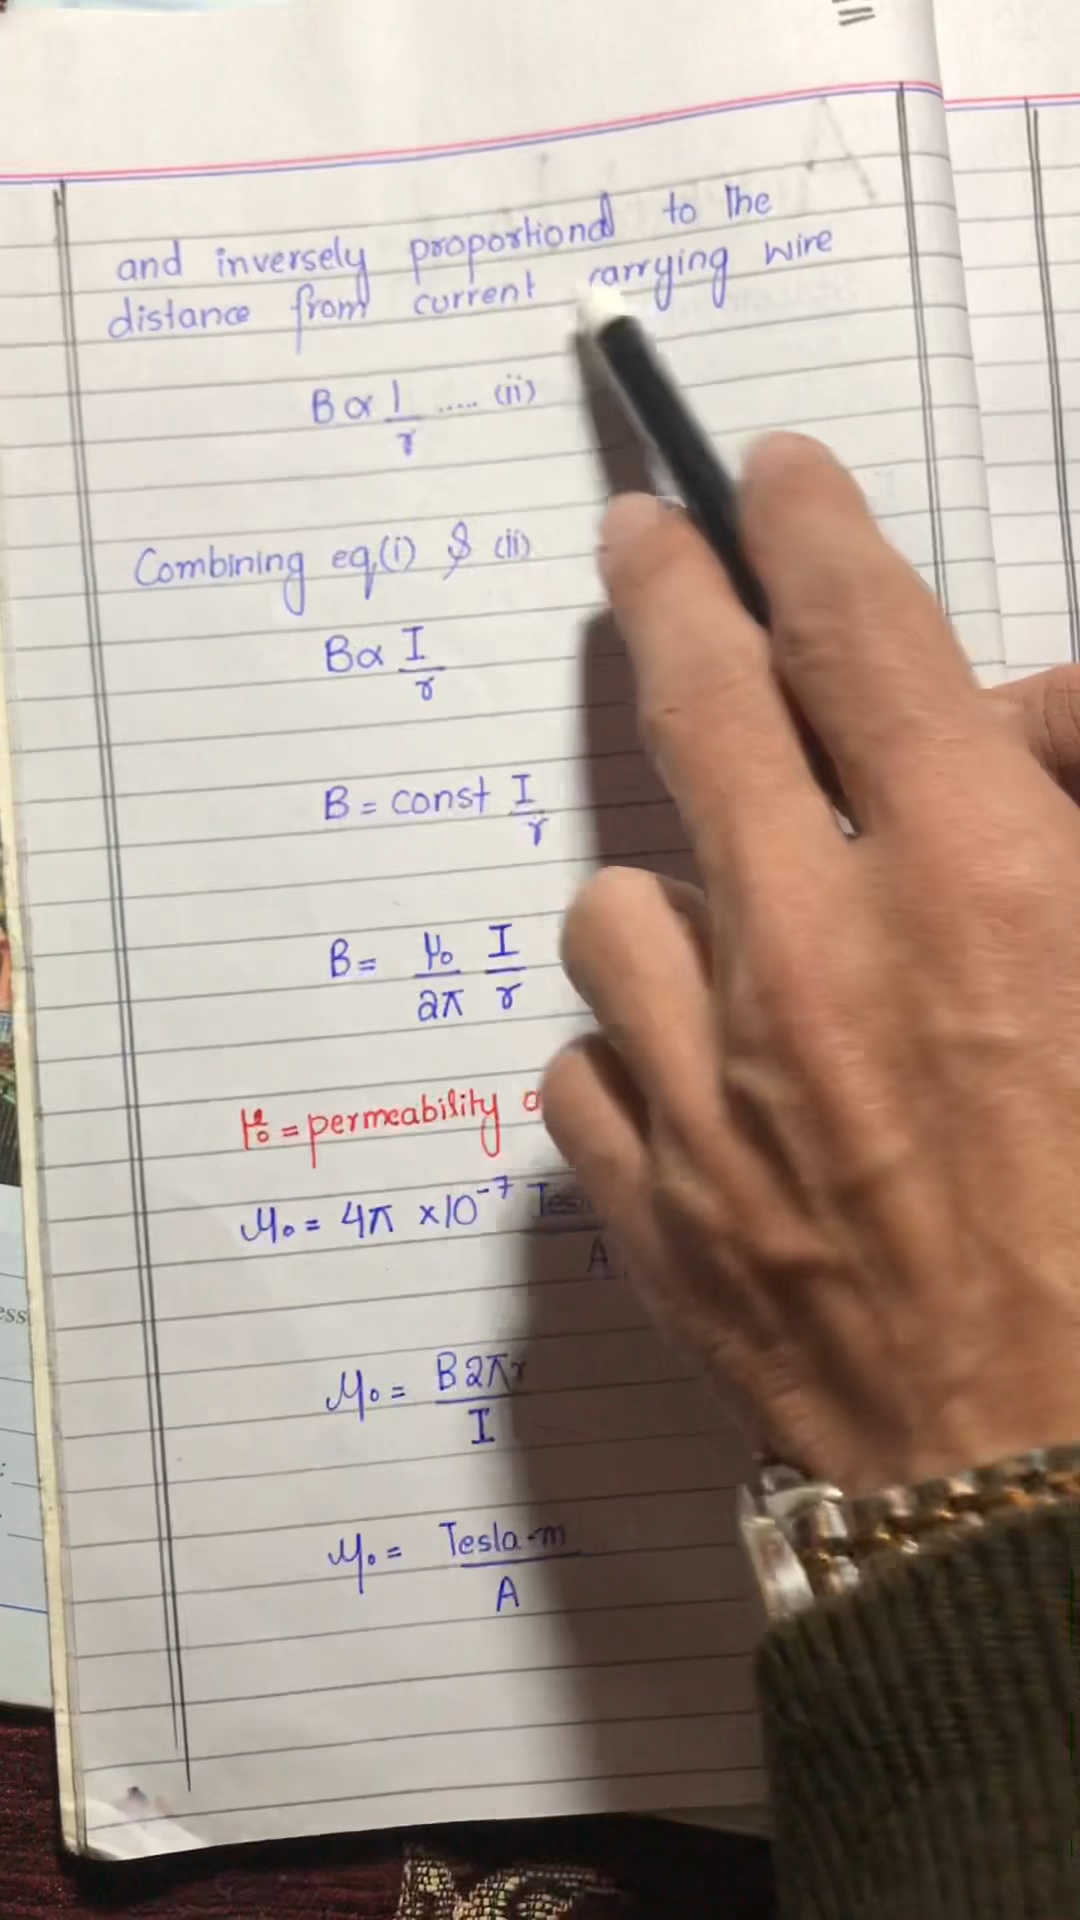 and inversely proportional to the
distance from current carrying wire
B ∝ 1/r ..... (ii)
Combining eq,(i) & (ii)
B ∝ I/r
B = const I/r
B = μ₀/2π I/r
μ₀ = permeability
μ₀ = 4π ×10⁻⁷
A
μ₀ = B2πr/I
μ₀ = Tesla-m/A